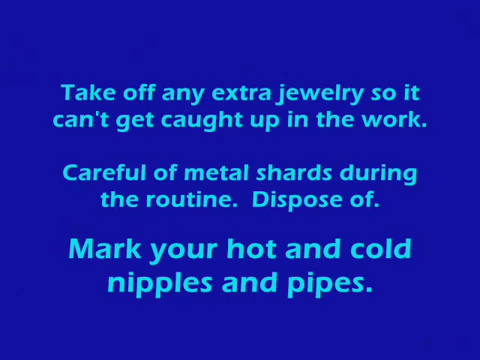 Take off any extra jewelry so it
can't get caught up in the work.
Careful of metal shards during
the routine.  Dispose of.
Mark your hot and cold
nipples and pipes.